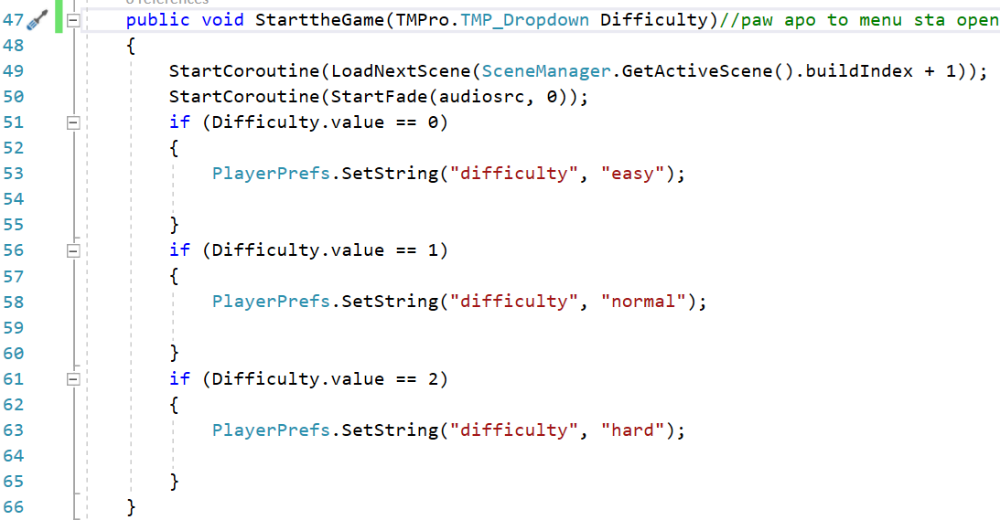 47 public void StarttheGame(TMPro.TMP_Dropdown Difficulty)//paw apo to menu sta open
48 {
49 StartCoroutine(LoadNextScene(SceneManager.GetActiveScene().buildIndex + 1));
50 StartCoroutine(StartFade(audiosrc, 0));
51 if (Difficulty.value == 0)
52 {
53 PlayerPrefs.SetString("difficulty", "easy");
54
55 }
56 if (Difficulty.value == 1)
57 {
58 PlayerPrefs.SetString("difficulty", "normal");
59
60 }
61 if (Difficulty.value == 2)
62 {
63 PlayerPrefs.SetString("difficulty", "hard");
64
65 }
66 }